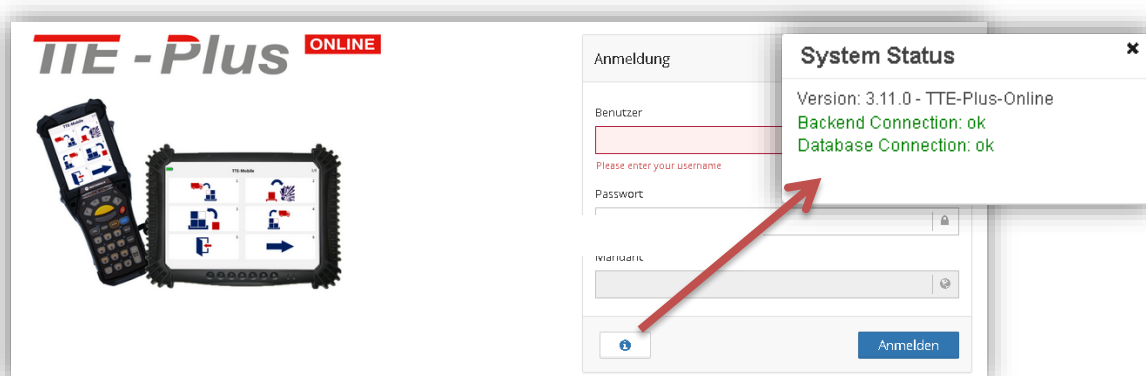 TTE - Plus ONLINE
TTE-Mobile
TTE-Mobile
Anmeldung
Benutzer
Please enter your username
Passwort
Mandant
Anmelden
System Status
Version: 3.11.0 - TTE-Plus-Online
Backend Connection: ok
Database Connection: ok